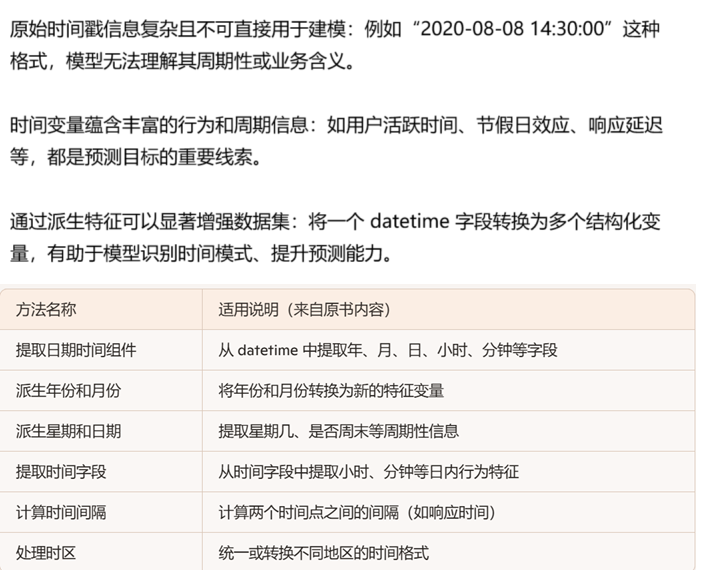 原始时间戳信息复杂且不可直接用于建模：例如“2020-08-08 14:30:00”这种
格式，模型无法理解其周期性或业务含义。
时间变量蕴含丰富的行为和周期信息：如用户活跃时间、节假日效应、响应延迟
等，都是预测目标的重要线索。
通过派生特征可以显著增强数据集：将一个 datetime 字段转换为多个结构化变
量，有助于模型识别时间模式、提升预测能力。
方法名称 适用说明（来自原书内容）
提取日期时间组件 从 datetime 中提取年、月、日、小时、分钟等字段
派生年份和月份 将年份和月份转换为新的特征变量
派生星期和日期 提取星期几、是否周末等周期性信息
提取时间字段 从时间字段中提取小时、分钟等日内行为特征
计算时间间隔 计算两个时间点之间的间隔（如响应时间）
处理时区 统一或转换不同地区的时间格式